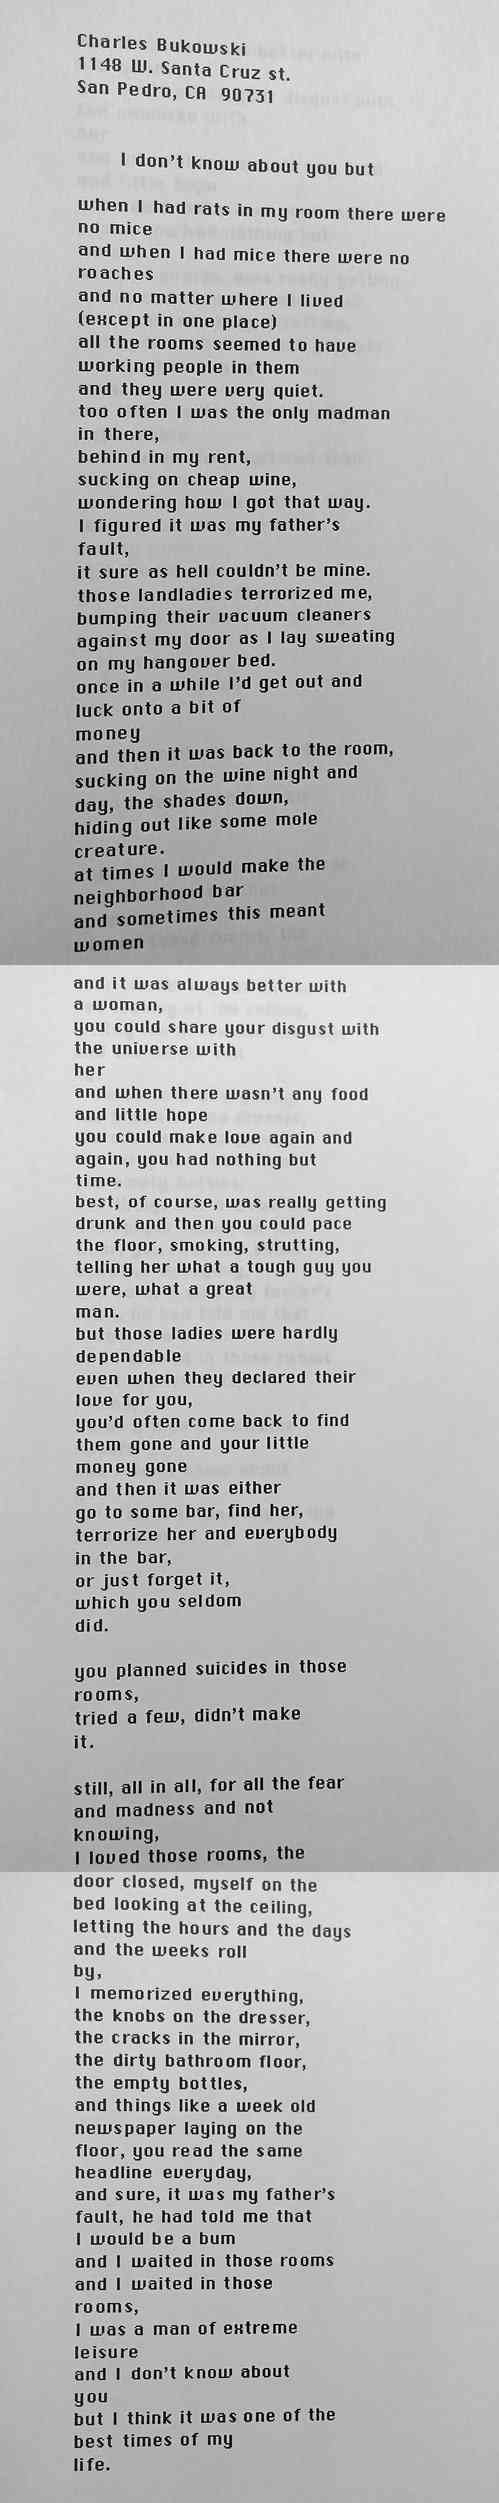 Charles Bukowski
1148 W. Santa Cruz st.
San Pedro, CA 90731
I don't know about you but
when I had rats in my room there were
no mice
and when I had mice there were no
roaches
and no matter where I lived
(except in one place)
all the rooms seemed to have
working people in them
and they were very quiet.
too often I was the only madman
in there,
behind in my rent,
sucking on cheap wine,
wondering how I got that way.
I figured it was my father's
fault,
it sure as hell couldn't be mine.
those landladies terrorized me,
bumping their vacuum cleaners
against my door as I lay sweating
on my hangover bed.
once in a while I'd get out and
luck onto a bit of
money
and then it was back to the room,
sucking on the wine night and
day, the shades down,
hiding out like some mole
creature.
at times I would make the
neighborhood bar
and sometimes this meant
women
and it was always better with
a woman,
you could share your disgust with
the universe with
her
and when there wasn't any food
and little hope
you could make love again and
again, you had nothing but
time.
best, of course, was really getting
drunk and then you could pace
the floor, smoking, strutting,
telling her what a tough guy you
were, what a great
man.
but those ladies were hardly
dependable
even when they declared their
love for you,
you'd often come back to find
them gone and your little
money gone
and then it was either
go to some bar, find her,
terrorize her and everybody
in the bar,
or just forget it,
which you seldom
did.
you planned suicides in those
rooms,
tried a few, didn't make
it.
still, all in all, for all the fear
and madness and not
knowing,
I loved those rooms, the
door closed, myself on the
bed looking at the ceiling,
letting the hours and the days
and the weeks roll
by,
I memorized everything,
the knobs on the dresser,
the cracks in the mirror,
the dirty bathroom floor,
the empty bottles,
and things like a week old
newspaper laying on the
floor, you read the same
headline everyday,
and sure, it was my father's
fault, he had told me that
I would be a bum
and I waited in those rooms
and I waited in those
rooms,
I was a man of extreme
leisure
and I don't know about
you
but I think it was one of the
best times of my
life.